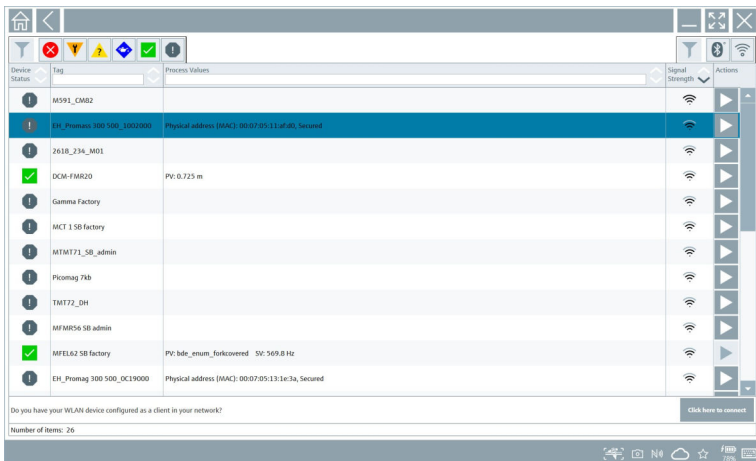 Device Status
Tag
Process Values
Signal Strength
Actions
M591_CM82
EH_Promass 300 500_1002000 Physical address (MAC): 00:07:05:11:af:d0, Secured
2618_234_M01
DCM-FMR20 PV: 0.725 m
Gamma Factory
MCT 1 SB factory
MTMT71_SB_admin
Picomag 7kb
TMT72_DH
MFMR56 SB admin
MFEL62 SB factory PV: bde_enum_forkcovered SV: 569.8 Hz
EH_Promag 300 500_0C19000 Physical address (MAC): 00:07:05:13:1e:3a, Secured
Do you have your WLAN device configured as a client in your network? Click here to connect
Number of items: 26
78%